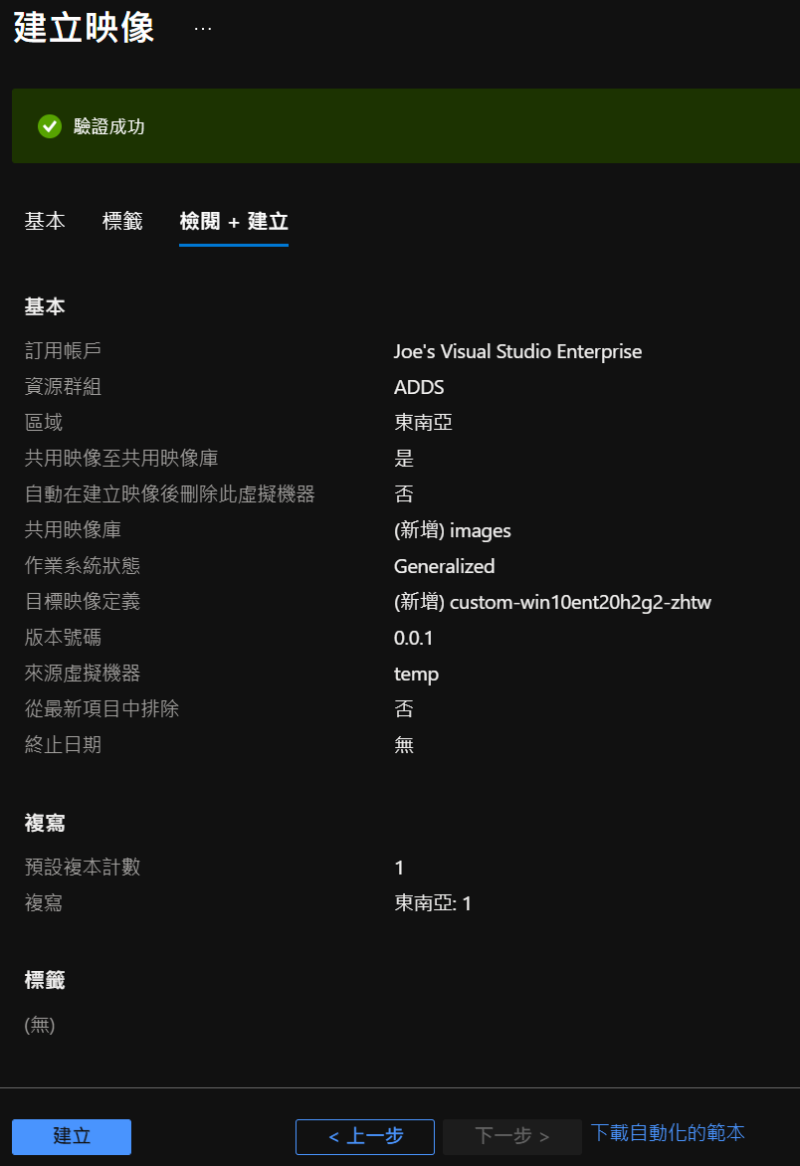 建立映像 ...
驗證成功
基本 標籤 檢閱 + 建立
基本
訂用帳戶 Joe's Visual Studio Enterprise
資源群組 ADDS
區域 東南亞
共用映像至共用映像庫 是
自動在建立映像後刪除此虛擬機器 否
共用映像庫 (新增) images
作業系統狀態 Generalized
目標映像定義 (新增) custom-win10ent20h2g2-zhtw
版本號碼 0.0.1
來源虛擬機器 temp
從最新項目中排除 否
終止日期 無
複寫
預設複本計數 1
複寫 東南亞: 1
標籤
(無)
建立 < 上一步 下一步 > 下載自動化的範本